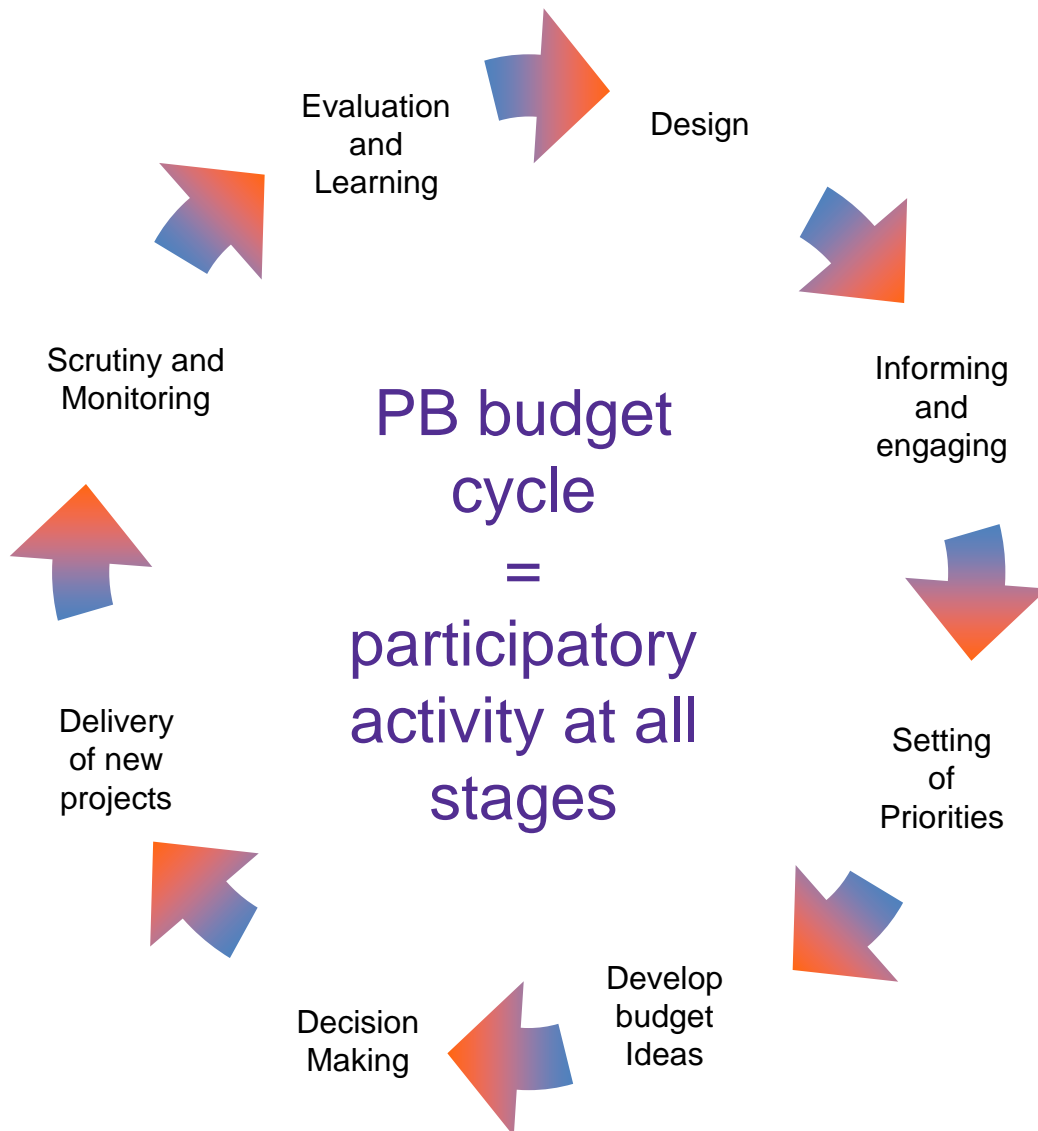 Evaluation
and
Learning
Design
Informing
and
engaging
Setting
of
Priorities
Develop
budget
Ideas
Decision
Making
Delivery
of new
projects
Scrutiny and
Monitoring
PB budget
cycle
=
participatory
activity at all
stages